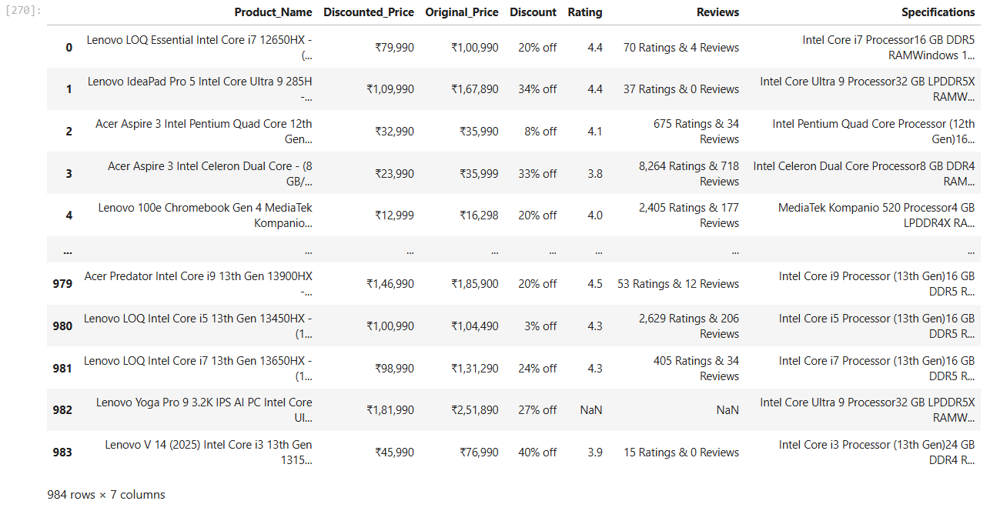 [270]:
Product_Name Discounted_Price Original_Price Discount Rating Reviews Specifications
0 Lenovo LOQ Essential Intel Core i7 12650HX - (... ₹79,990 ₹1,00,990 20% off 4.4 70 Ratings & 4 Reviews Intel Core i7 Processor16 GB DDR5 RAMWindows 1...
1 Lenovo IdeaPad Pro 5 Intel Core Ultra 9 285H -... ₹1,09,990 ₹1,67,890 34% off 4.4 37 Ratings & 0 Reviews Intel Core Ultra 9 Processor32 GB LPDDR5X RAMW...
2 Acer Aspire 3 Intel Pentium Quad Core 12th Gen... ₹32,990 ₹35,990 8% off 4.1 675 Ratings & 34 Reviews Intel Pentium Quad Core Processor (12th Gen)16...
3 Acer Aspire 3 Intel Celeron Dual Core - (8 GB/... ₹23,990 ₹35,999 33% off 3.8 8,264 Ratings & 718 Reviews Intel Celeron Dual Core Processor8 GB DDR4 RAM...
4 Lenovo 100e Chromebook Gen 4 MediaTek Kompanio... ₹12,999 ₹16,298 20% off 4.0 2,405 Ratings & 177 Reviews MediaTek Kompanio 520 Processor4 GB LPDDR4X RA...
... ... ... ... ... ... ... ...
979 Acer Predator Intel Core i9 13th Gen 13900HX -... ₹1,46,990 ₹1,85,900 20% off 4.5 53 Ratings & 12 Reviews Intel Core i9 Processor (13th Gen)16 GB DDR5 R...
980 Lenovo LOQ Intel Core i5 13th Gen 13450HX - (1... ₹1,00,990 ₹1,04,490 3% off 4.3 2,629 Ratings & 206 Reviews Intel Core i5 Processor (13th Gen)16 GB DDR5 R...
981 Lenovo LOQ Intel Core i7 13th Gen 13650HX - (1... ₹98,990 ₹1,31,290 24% off 4.3 405 Ratings & 34 Reviews Intel Core i7 Processor (13th Gen)16 GB DDR5 R...
982 Lenovo Yoga Pro 9 3.2K IPS AI PC Intel Core Ul... ₹1,81,990 ₹2,51,890 27% off NaN NaN Intel Core Ultra 9 Processor32 GB LPDDR5X RAMW...
983 Lenovo V 14 (2025) Intel Core i3 13th Gen 1315... ₹45,990 ₹76,990 40% off 3.9 15 Ratings & 0 Reviews Intel Core i3 Processor (13th Gen)24 GB DDR4 R...
984 rows × 7 columns